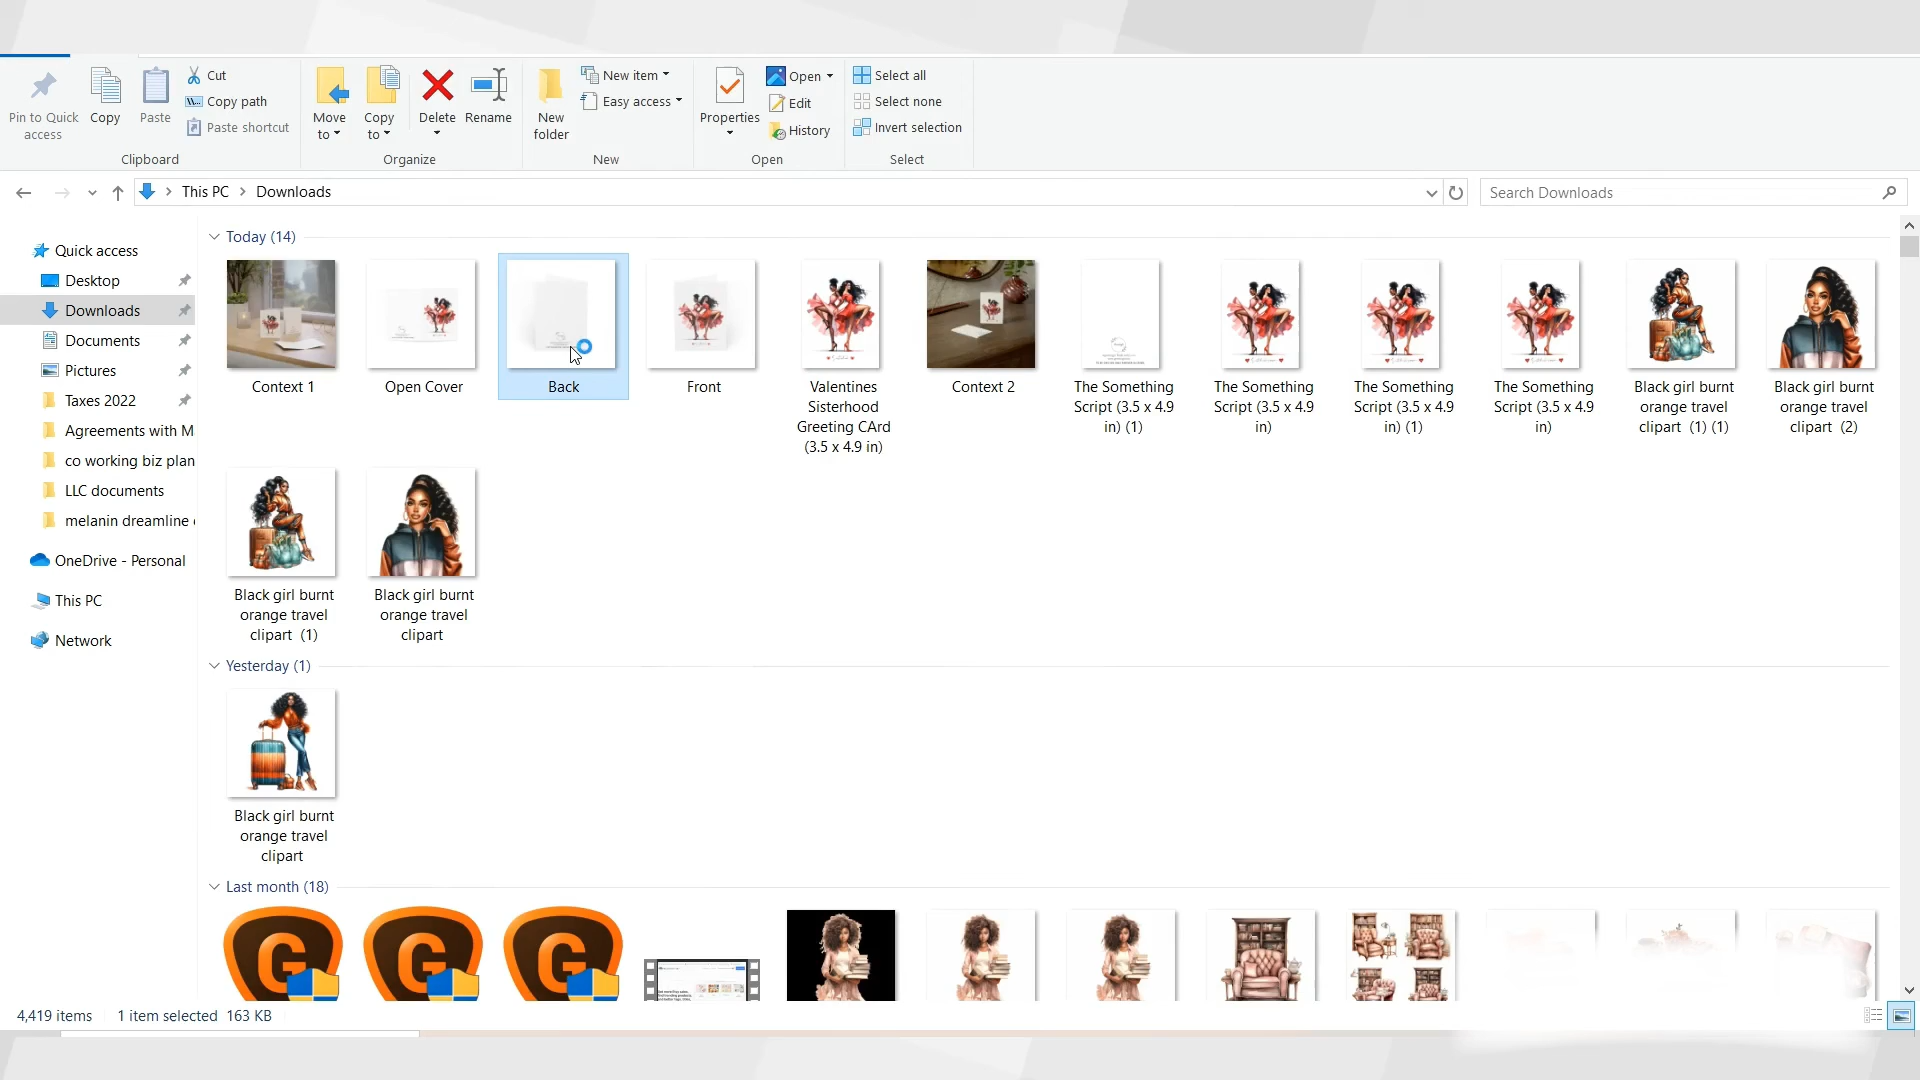 Pin to Quick
access
Copy
Paste
Cut
Copy path
Paste shortcut
Clipboard
Move
to
Copy
to
Delete
Rename
Organize
New
folder
New item
Easy access
New
Properties
Open
Edit
History
Open
Select all
Select none
Invert selection
Select
This PC
Downloads
Search Downloads
Quick access
Desktop
Downloads
Documents
Pictures
Taxes 2022
Agreements with M
co working biz plan
LLC documents
melanin dreamline
OneDrive - Personal
This PC
Network
Today (14)
Context 1
Open Cover
Back
Front
Valentines
Sisterhood
Greeting CArd
(3.5 x 4.9 in)
Context 2
The Something
Script (3.5 x 4.9
in) (1)
The Something
Script (3.5 x 4.9
in)
The Something
Script (3.5 x 4.9
in) (1)
The Something
Script (3.5 x 4.9
in)
Black girl burnt
orange travel
clipart (1) (1)
Black girl burnt
orange travel
clipart (2)
Black girl burnt
orange travel
clipart (1)
Black girl burnt
orange travel
clipart
Yesterday (1)
Black girl burnt
orange travel
clipart
Last month (18)
G
G
G
4,419 items
1 item selected 163 KB